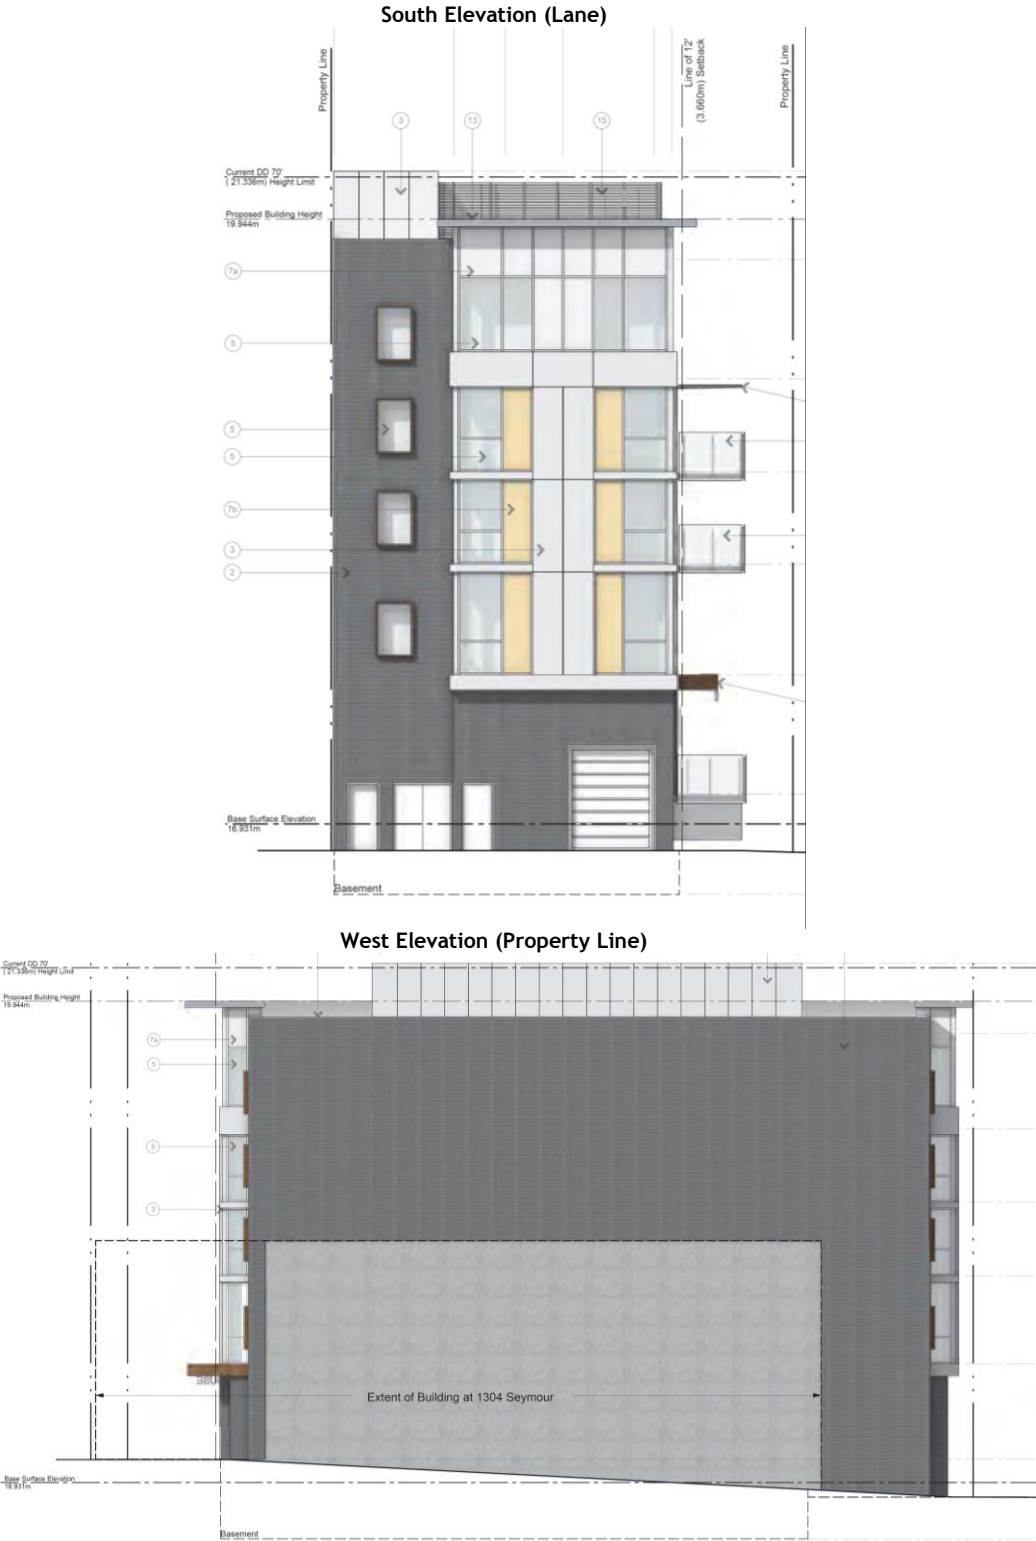 South Elevation (Lane)
Property Line
Line of 12'
(3.660m) Setback
Property Line
3
13
15
Current DD 70'
( 21.336m) Height Limit
Proposed Building Height
19.944m
7a
5
5
5
7b
3
2
Base Surface Elevation
16.931m
Basement
West Elevation (Property Line)
Current DD 70'
( 21.336m) Height Limit
Proposed Building Height
19.944m
7a
5
3
Extent of Building at 1304 Seymour
Base Surface Elevation
16.931m
Basement